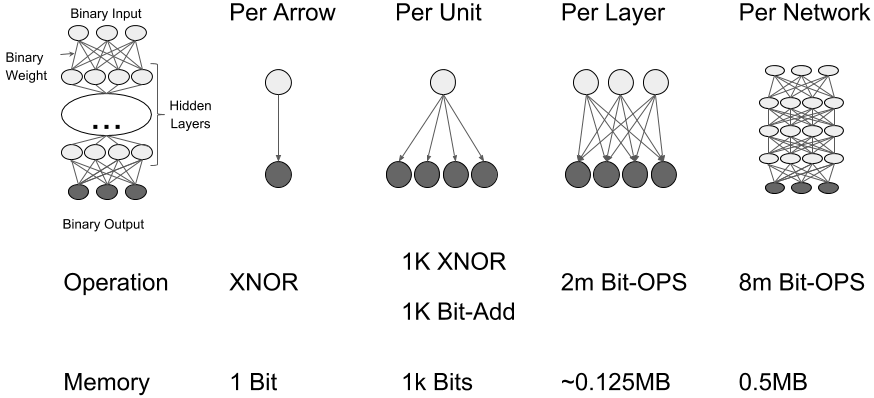 Binary Input
Binary
Weight
...
Hidden
Layers
Binary Output
Per Arrow
Per Unit
Per Layer
Per Network
Operation
XNOR
1K XNOR
1K Bit-Add
2m Bit-OPS
8m Bit-OPS
Memory
1 Bit
1k Bits
~0.125MB
0.5MB